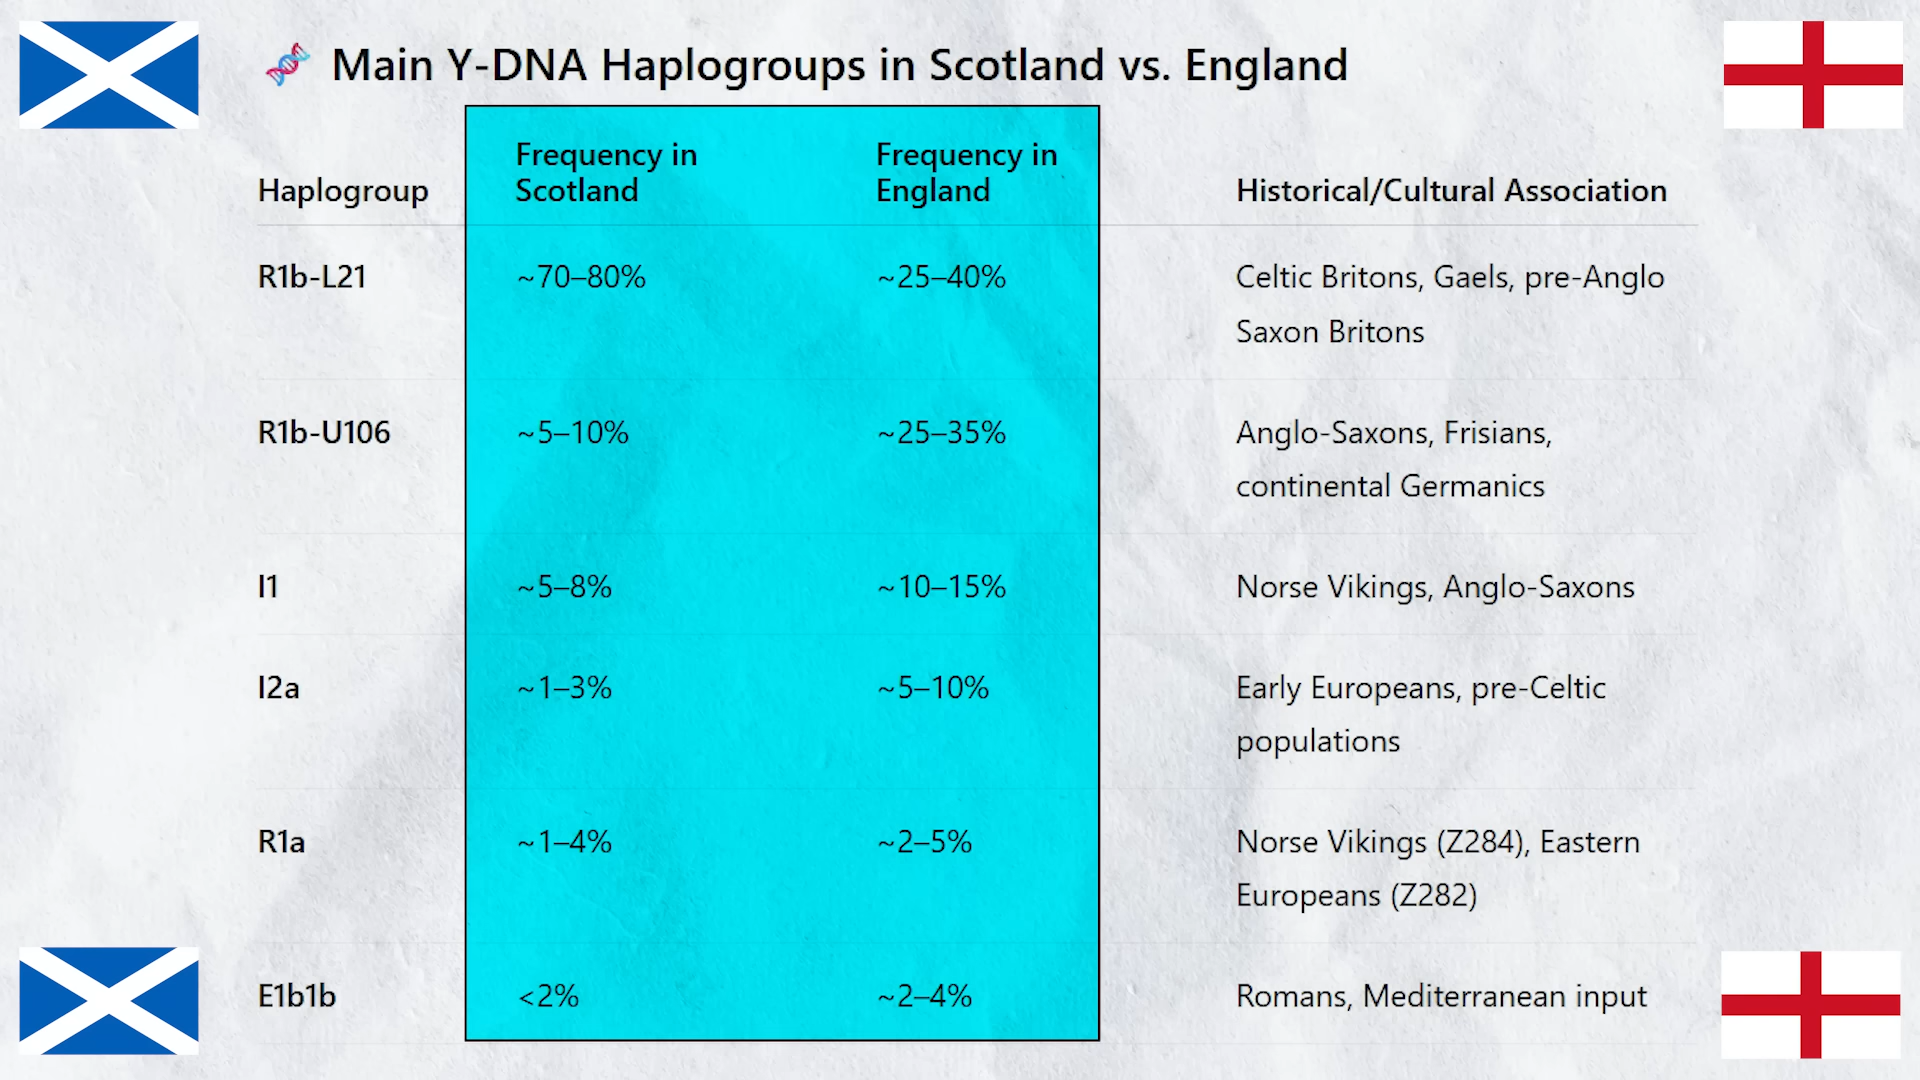 Main Y-DNA Haplogroups in Scotland vs. England
Haplogroup
Frequency in
Scotland
Frequency in
England
Historical/Cultural Association
R1b-L21
~70–80%
~25–40%
Celtic Britons, Gaels, pre-Anglo
Saxon Britons
R1b-U106
~5–10%
~25–35%
Anglo-Saxons, Frisians,
continental Germanics
I1
~5–8%
~10–15%
Norse Vikings, Anglo-Saxons
I2a
~1–3%
~5–10%
Early Europeans, pre-Celtic
populations
R1a
~1–4%
~2–5%
Norse Vikings (Z284), Eastern
Europeans (Z282)
E1b1b
<2%
~2–4%
Romans, Mediterranean input